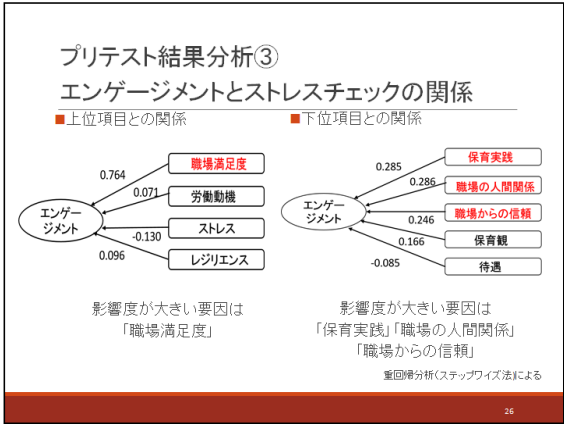 プリテスト結果分析③
エンゲージメントとストレスチェックの関係
■上位項目との関係
0.764
職場満足度
0.071
労働動機
エンゲー
ジメント
-0.130
ストレス
0.096
レジリエンス
影響度が大きい要因は
「職場満足度」
■下位項目との関係
0.285
保育実践
0.286
職場の人間関係
エンゲー
ジメント
0.246
職場からの信頼
0.166
保育観
-0.085
待遇
影響度が大きい要因は
「保育実践」「職場の人間関係」
「職場からの信頼」
重回帰分析(ステップワイズ法)による
26